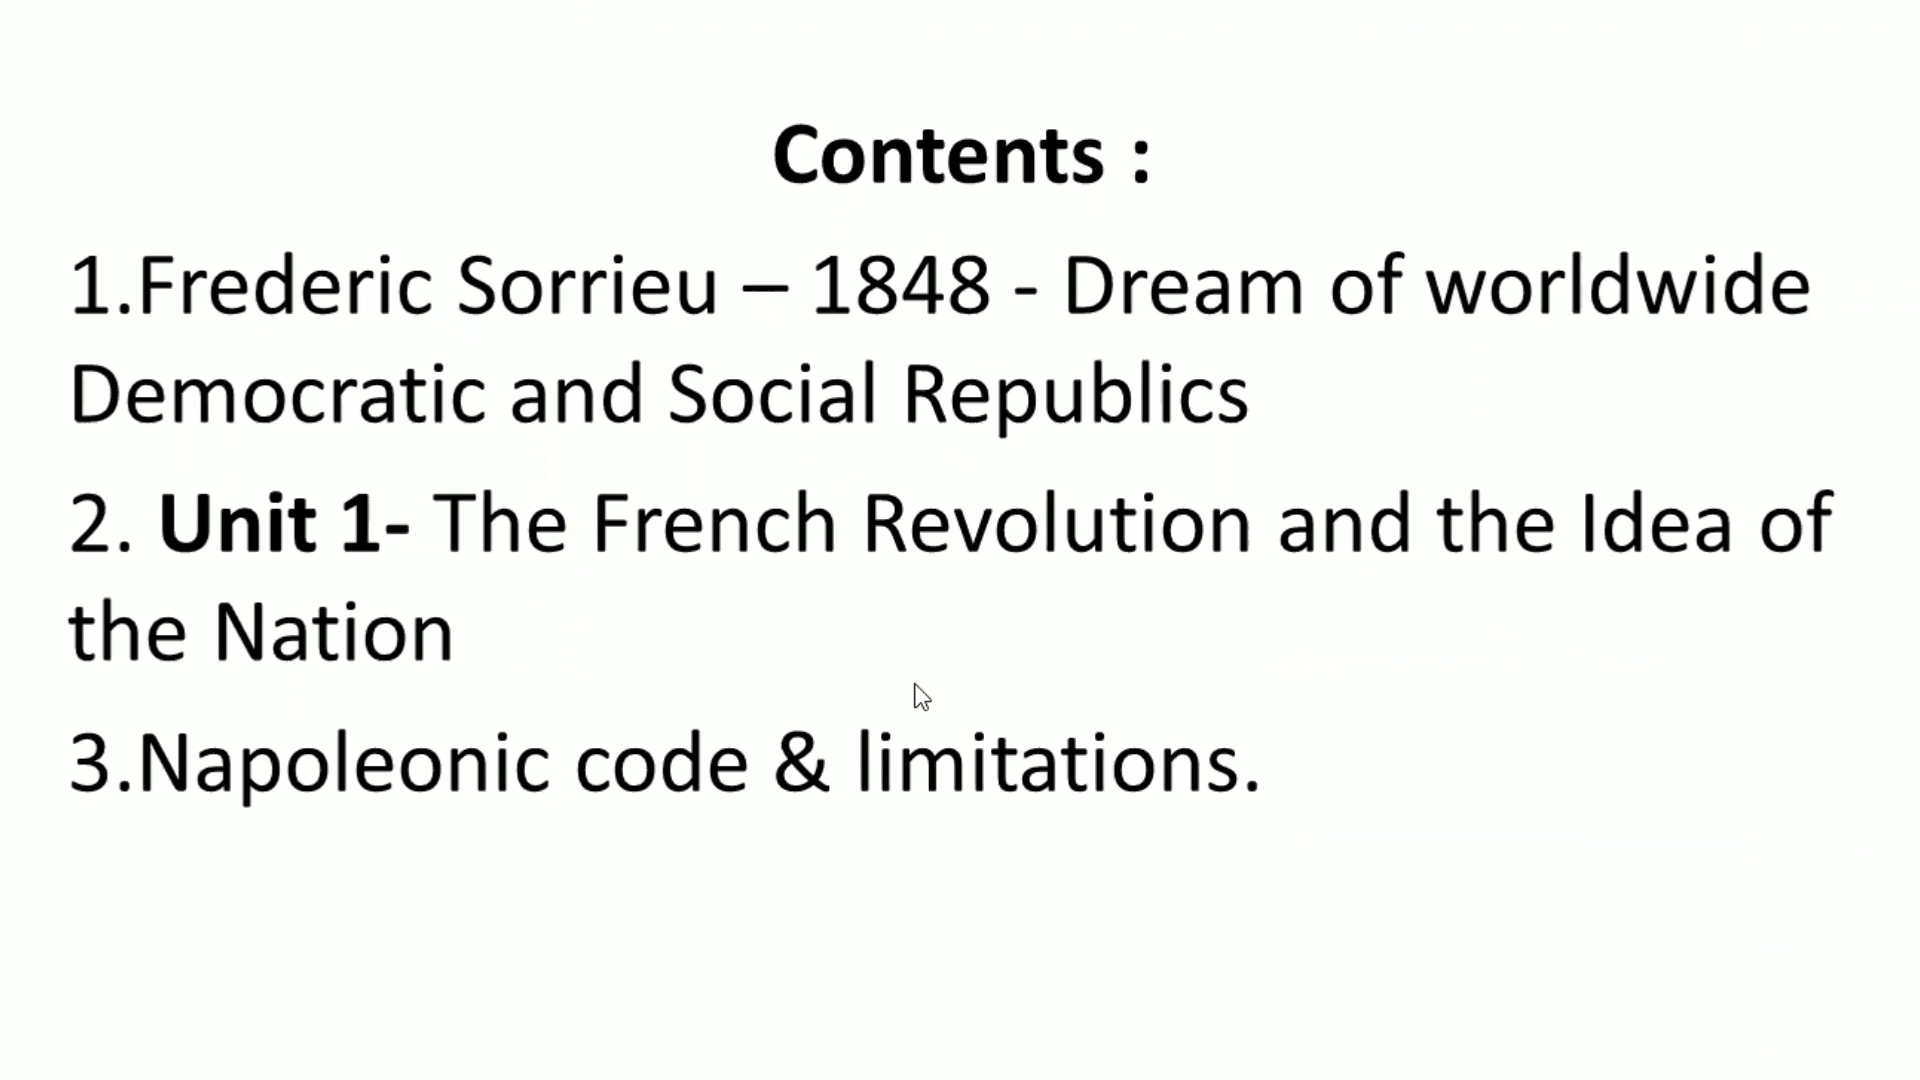 Contents :
1.Frederic Sorrieu – 1848 - Dream of worldwide
Democratic and Social Republics
2. Unit 1- The French Revolution and the Idea of
the Nation
3.Napoleonic code & limitations.